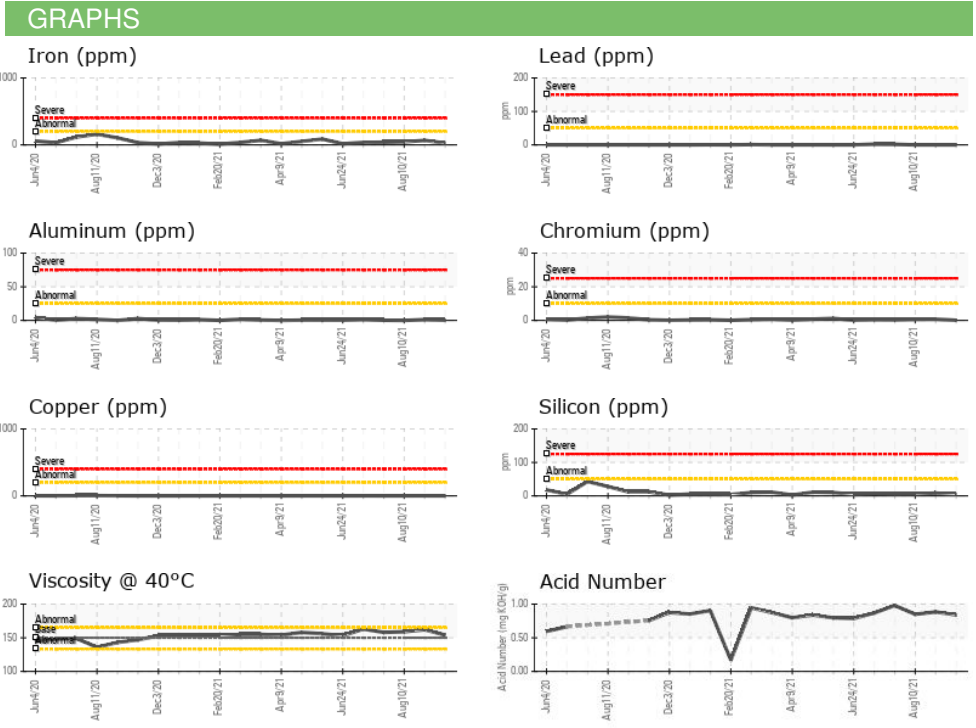 GRAPHS
Iron (ppm)
1000
Severe
Abnormal
0
Jun4/20
Aug11/20
Dec3/20
Feb20/21
Apr9/21
Jun24/21
Aug10/21
Lead (ppm)
200
100
0
ppm
Severe
Abnormal
Jun4/20
Aug11/20
Dec3/20
Feb20/21
Apr9/21
Jun24/21
Aug10/21
Aluminum (ppm)
100
50
0
Severe
Abnormal
Jun4/20
Aug11/20
Dec3/20
Feb20/21
Apr9/21
Jun24/21
Aug10/21
Chromium (ppm)
40
20
0
ppm
Severe
Abnormal
Jun4/20
Aug11/20
Dec3/20
Feb20/21
Apr9/21
Jun24/21
Aug10/21
Copper (ppm)
1000
Severe
Abnormal
0
Jun4/20
Aug11/20
Dec3/20
Feb20/21
Apr9/21
Jun24/21
Aug10/21
Silicon (ppm)
200
100
0
ppm
Severe
Abnormal
Jun4/20
Aug11/20
Dec3/20
Feb20/21
Apr9/21
Jun24/21
Aug10/21
Viscosity @ 40°C
200
150
100
Abnormal
Base
Abnormal
Jun4/20
Aug11/20
Dec3/20
Feb20/21
Apr9/21
Jun24/21
Aug10/21
Acid Number
1.00
0.50
0.00
Acid Number (mg KOH/g)
Jun4/20
Aug11/20
Dec3/20
Feb20/21
Apr9/21
Jun24/21
Aug10/21